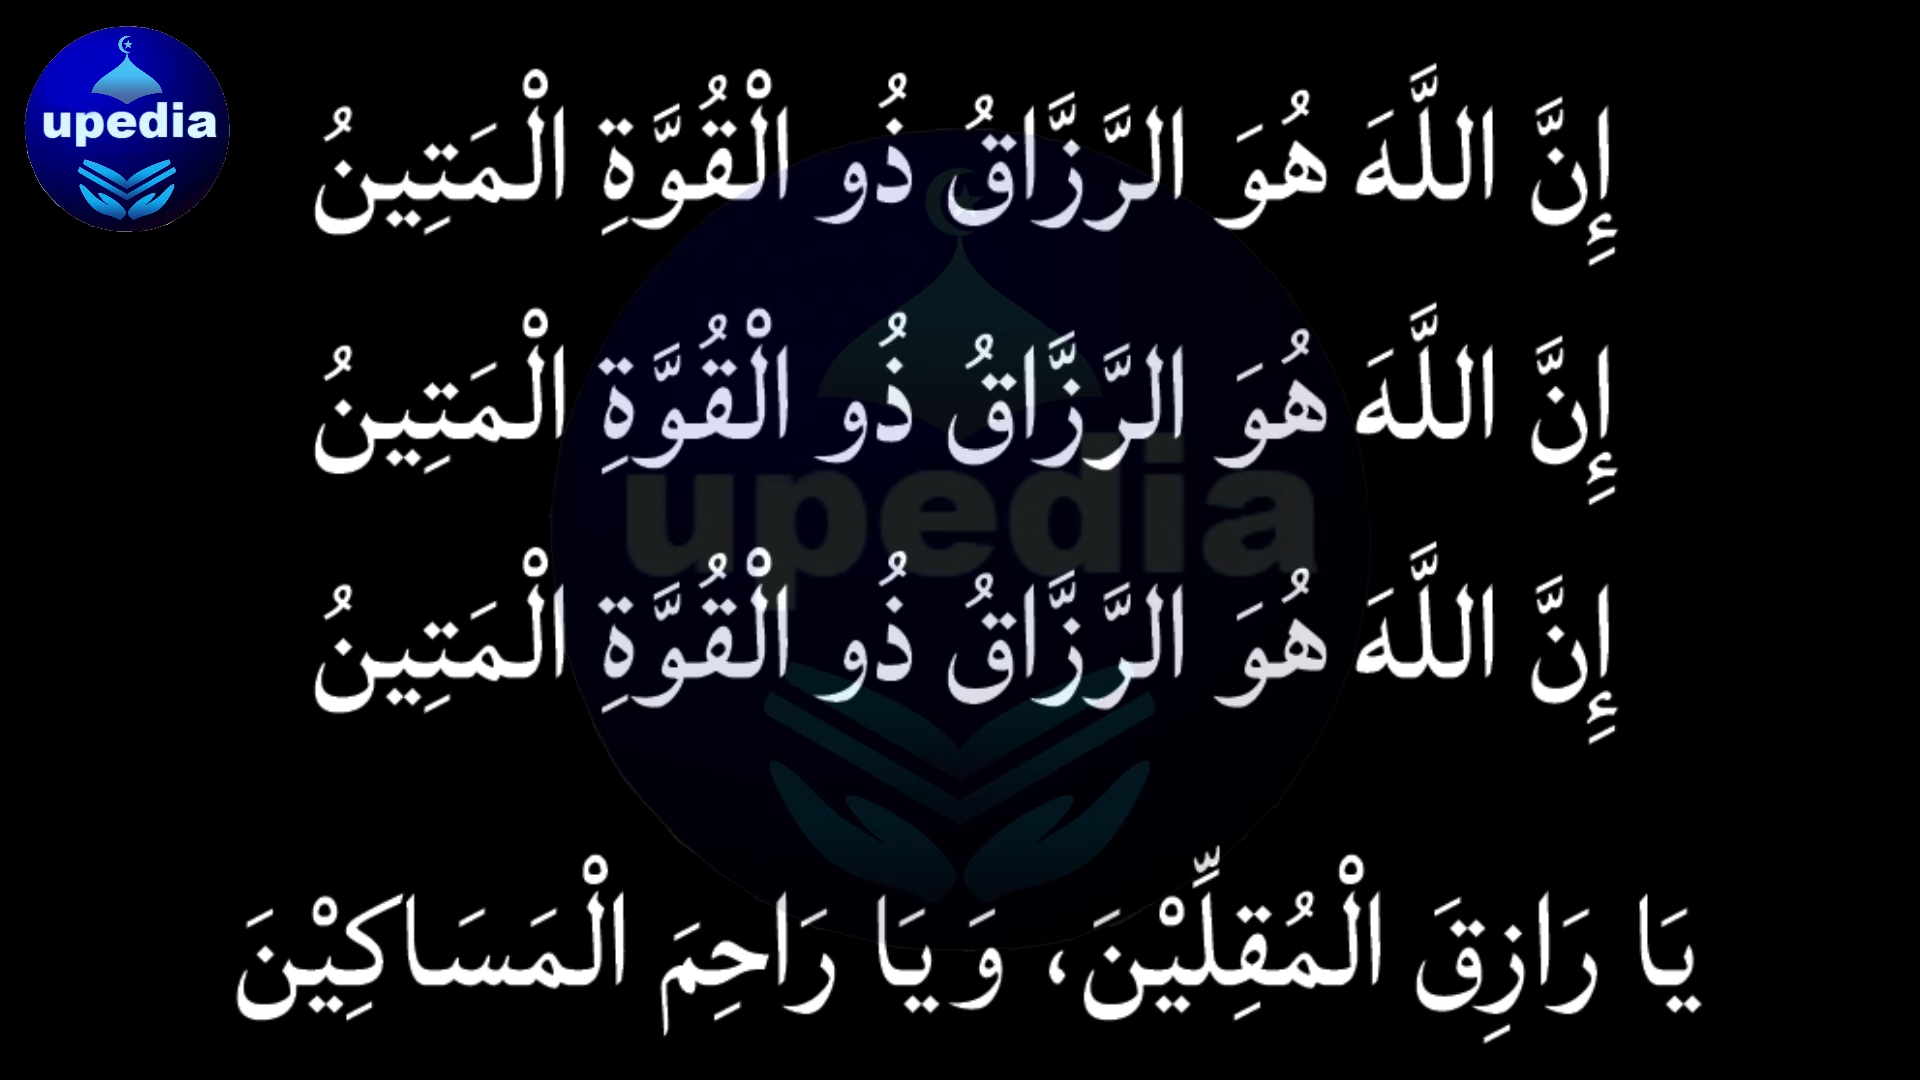 upedia
إِنَّ اللَّهَ هُوَ الرَّزَّاقُ ذُو الْقُوَّةِ الْمَتِينُ
إِنَّ اللَّهَ هُوَ الرَّزَّاقُ ذُو الْقُوَّةِ الْمَتِينُ
upedia
إِنَّ اللَّهَ هُوَ الرَّزَّاقُ ذُو الْقُوَّةِ الْمَتِينُ
يَا رَازِقَ الْمُقِلِّيْنَ، وَ يَا رَاحِمَ الْمَسَاكِيْنَ